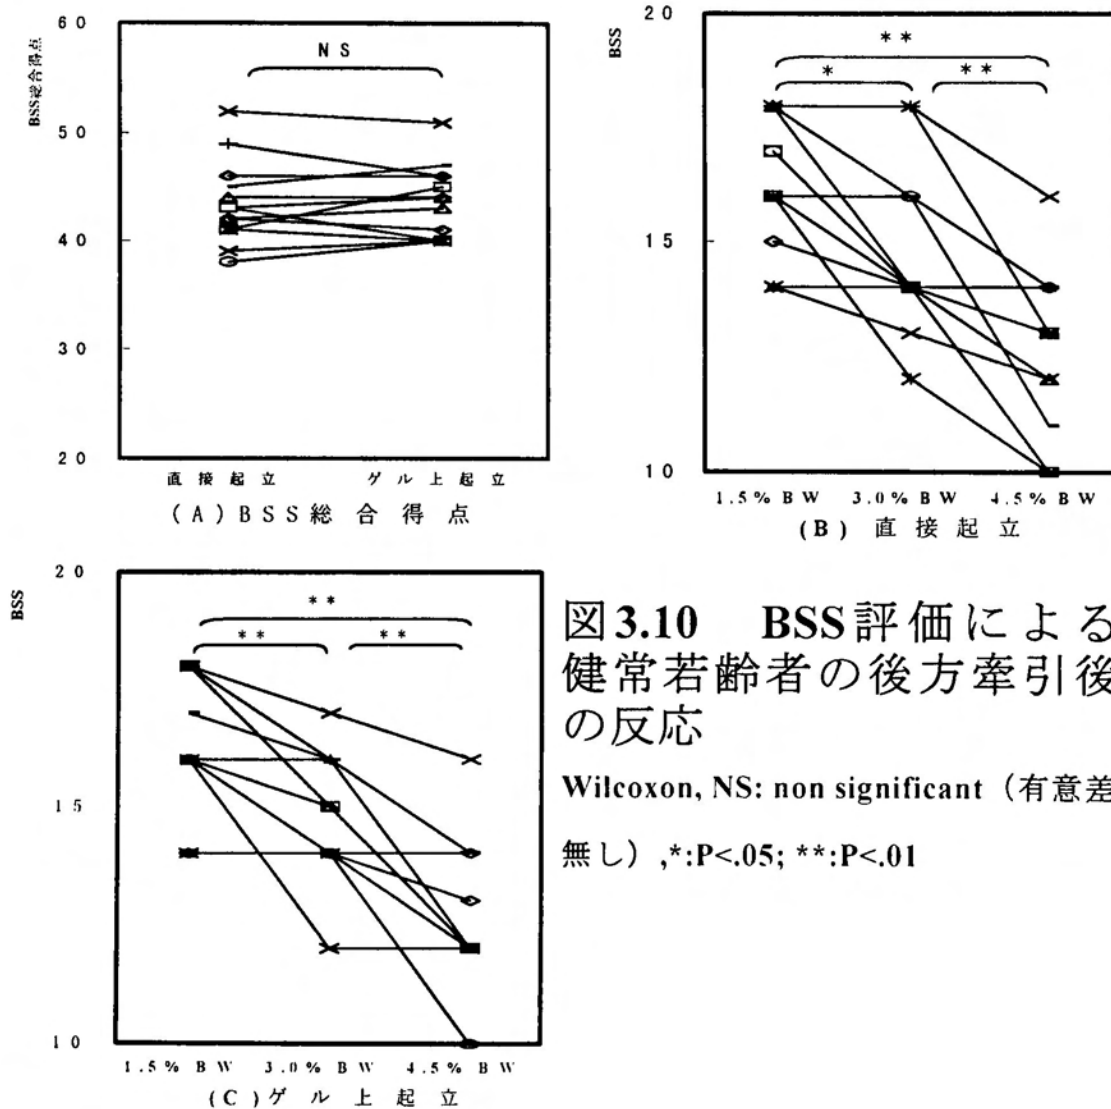 60
BSS総合得点
50
40
30
20
NS
直接起立 ゲル上起立
(A)BSS総合得点
20
BSS
15
10
**
* **
1.5%BW 3.0%BW 4.5%BW
(B) 直接起立
20
BSS
15
10
**
** **
1.5%BW 3.0%BW 4.5%BW
(C)ゲル上起立
図3.10 BSS評価による
健常若齢者の後方牽引後
の反応
Wilcoxon, NS: non significant（有意差
無し）,*:P<.05; **:P<.01